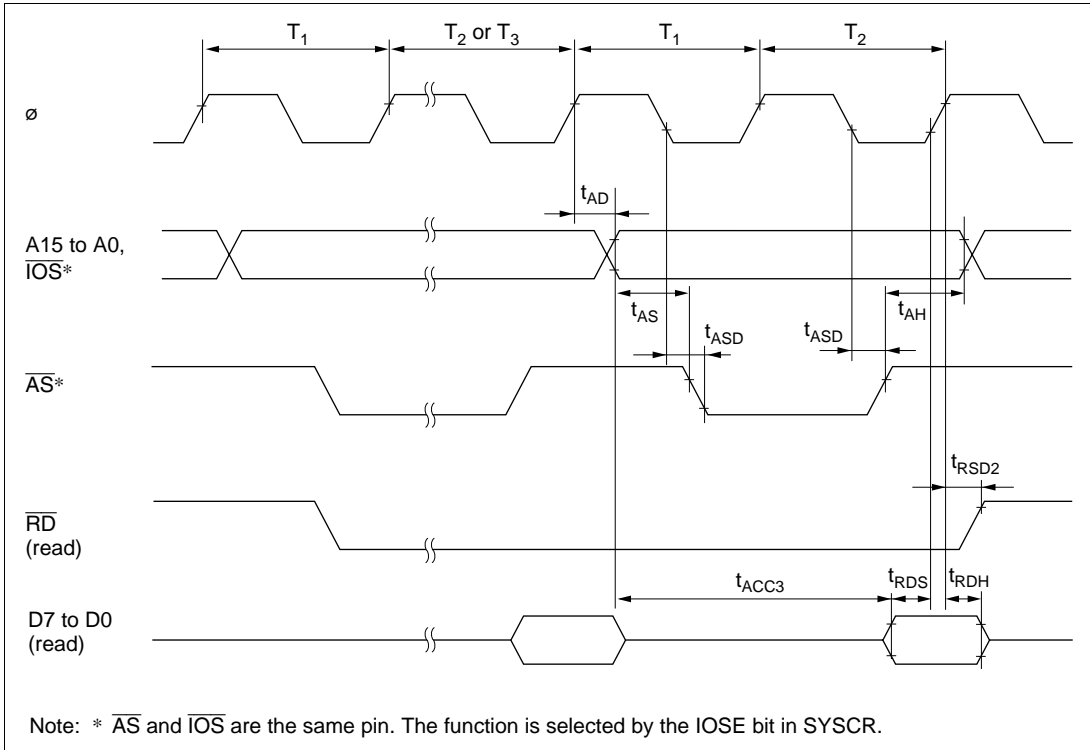 T1 T2 or T3 T1 T2
ø
tAD
A15 to A0,
IOS*
tAS tASD tASD tAH
AS*
tRSD2
RD
(read)
tACC3 tRDS tRDH
D7 to D0
(read)
Note: * AS and IOS are the same pin. The function is selected by the IOSE bit in SYSCR.